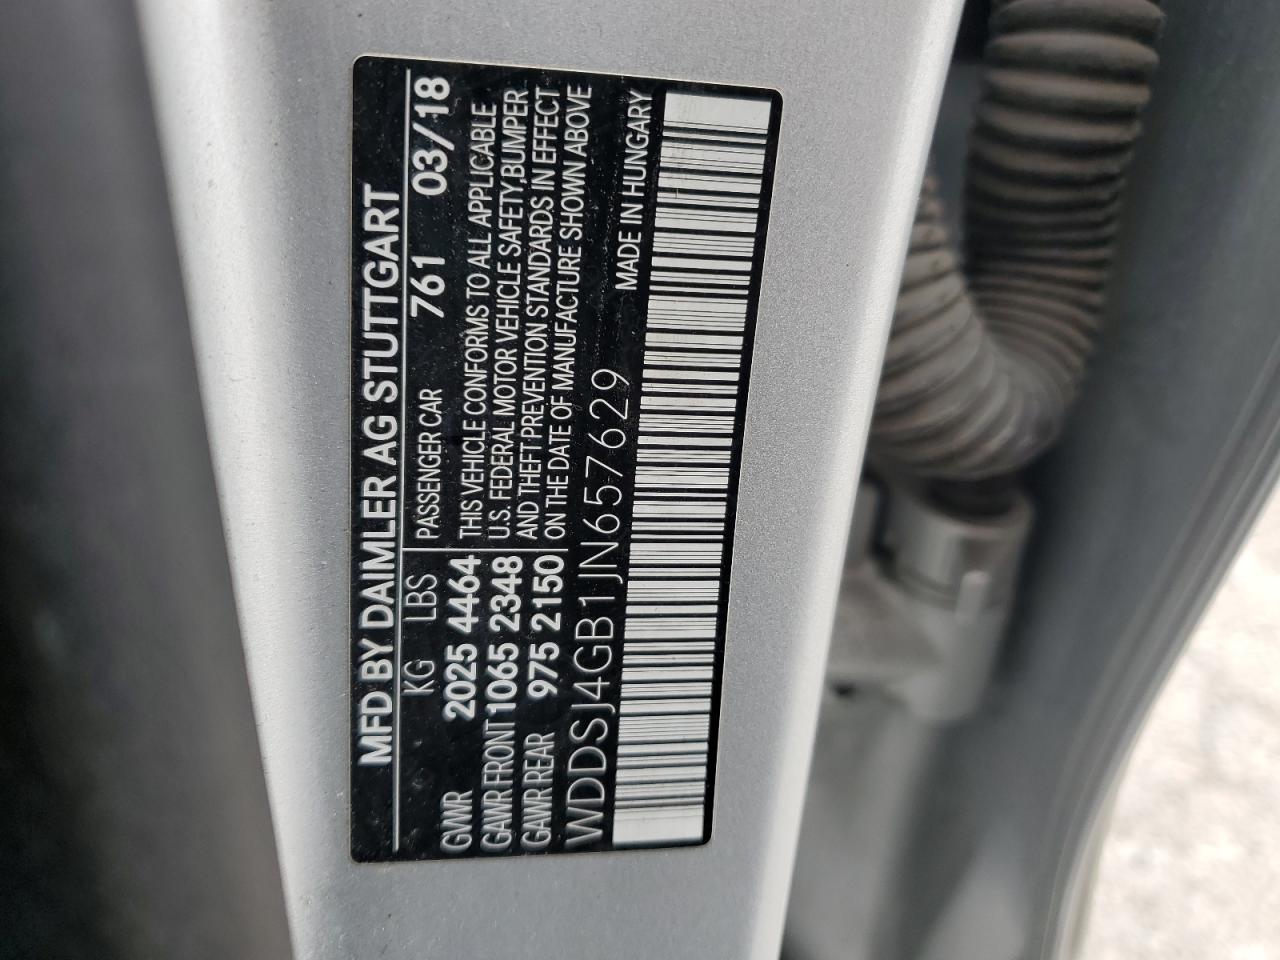 MFD BY DAIMLER AG STUTTGART
KG LBS PASSENGER CAR 761 03/18
GVWR 2025 4464 THIS VEHICLE CONFORMS TO ALL APPLICABLE
GAWR FRONT 1065 2348 U.S. FEDERAL MOTOR VEHICLE SAFETY,BUMPER
GAWR REAR 975 2150 AND THEFT PREVENTION STANDARDS IN EFFECT
ON THE DATE OF MANUFACTURE SHOWN ABOVE
WDDSJ4GB1JN657629 MADE IN HUNGARY